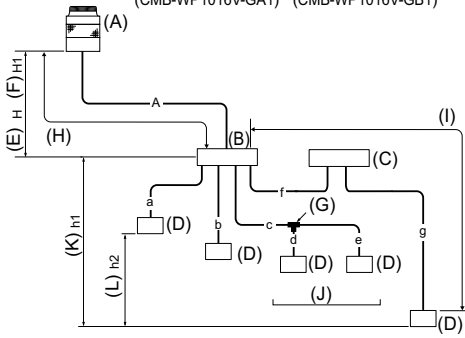 (CMB-WP1016V-GA1) (CMB-WP1016V-GB1)
(A)
(F) H1
(E) H
(H)
A
(B)
(I)
(C)
a
(D)
b
(D)
c
f
(G)
d
(D)
e
(D)
g
(K) h1
(L) h2
(J)
(D)